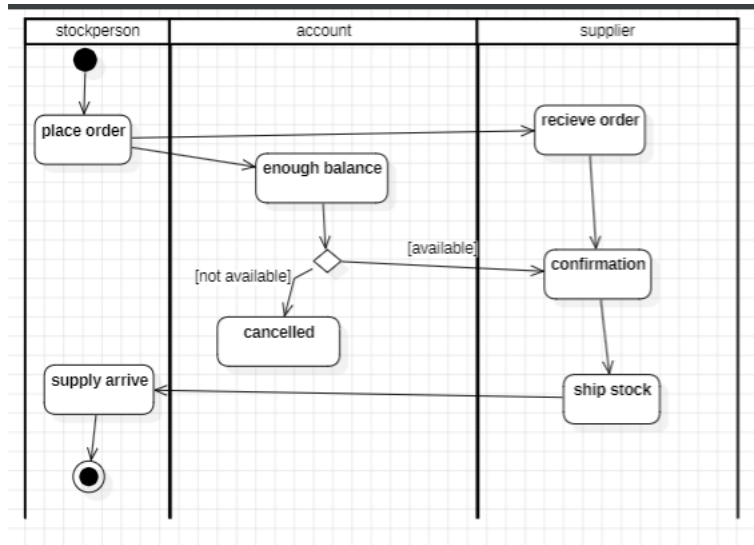 stockperson
account
supplier
place order
recieve order
enough balance
[available]
confirmation
[not available]
cancelled
supply arrive
ship stock